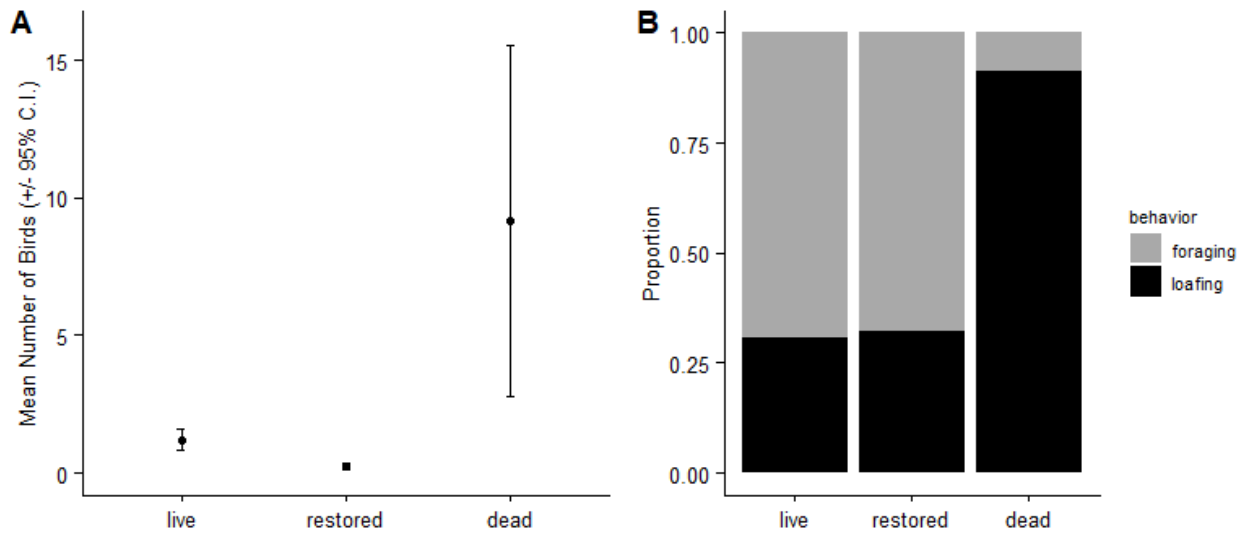 A
Mean Number of Birds (+/- 95% C.I.)
15
10
5
0
live restored dead
B
Proportion
1.00
0.75
0.50
0.25
0.00
live restored dead
behavior
foraging
loafing